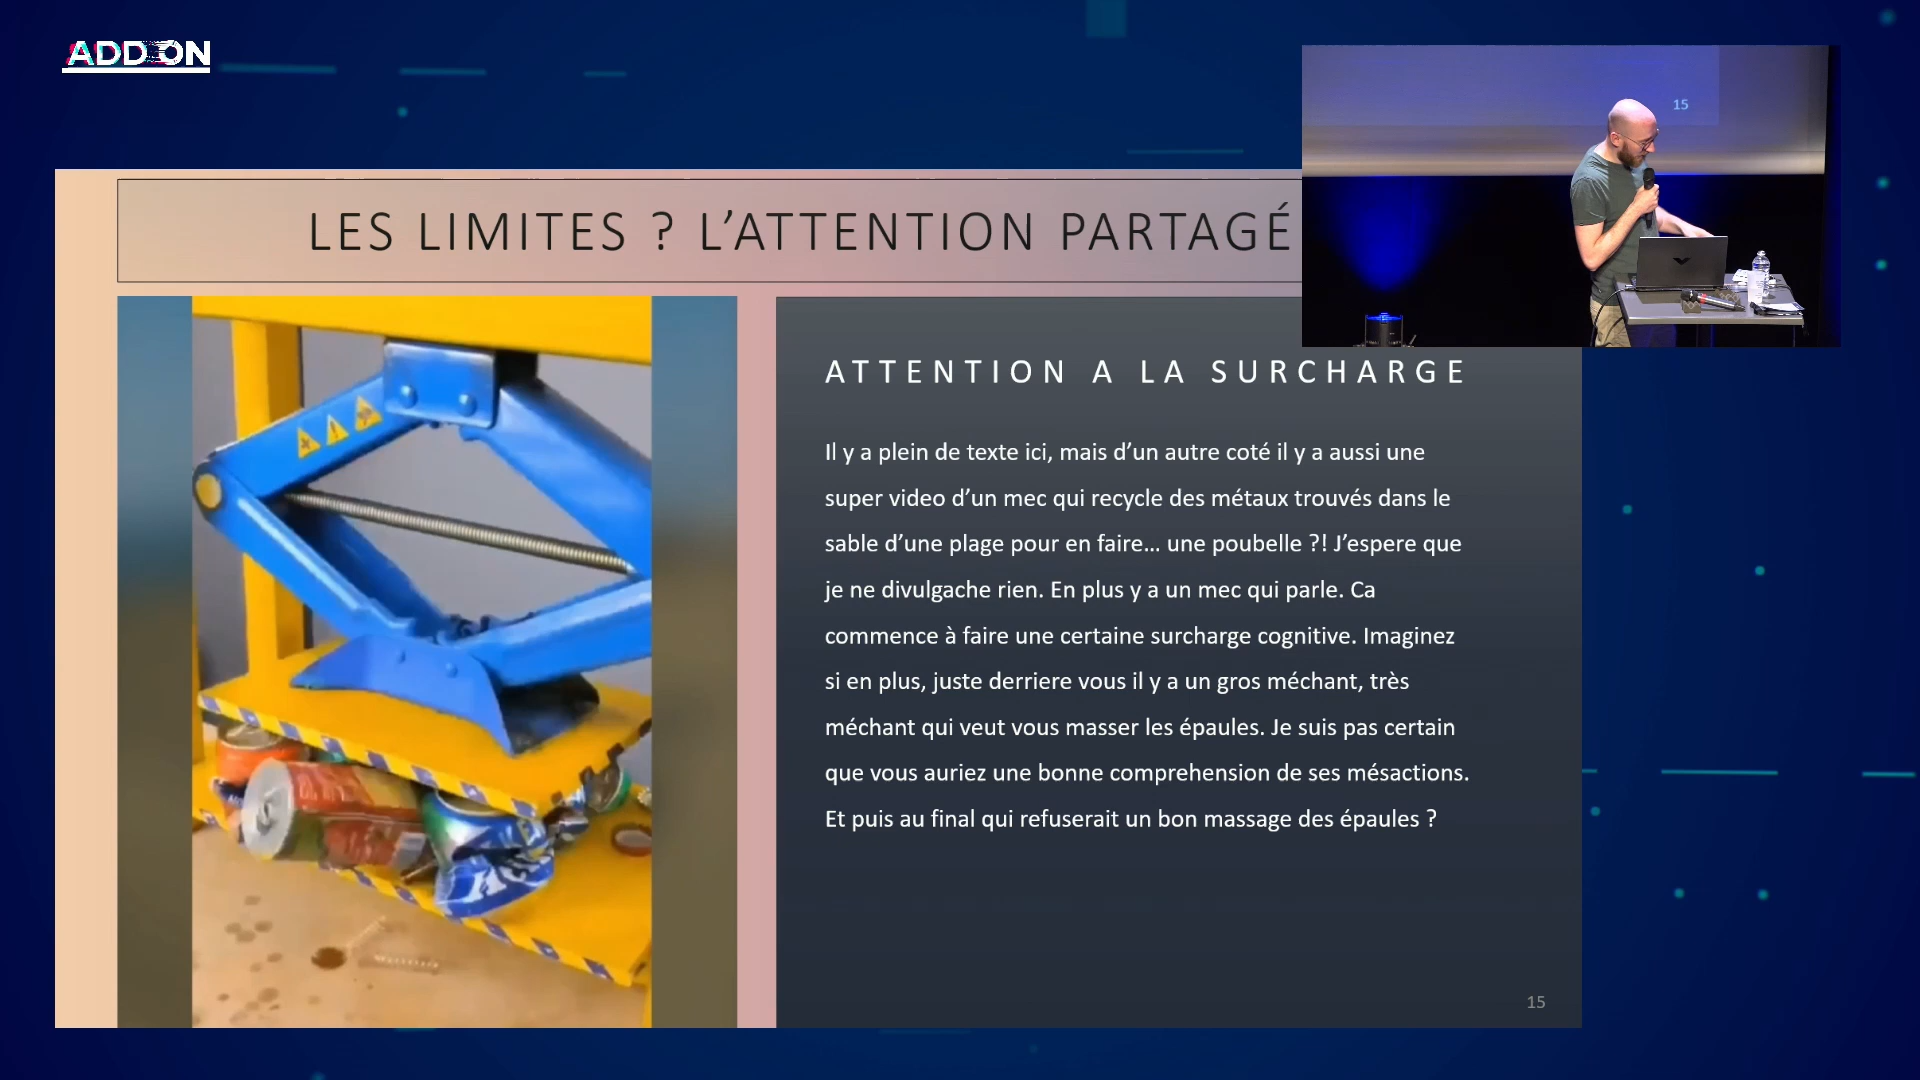 ADD ON
LES LIMITES ? L’ATTENTION PARTAGÉ
15
ATTENTION A LA SURCHARGE
Il y a plein de texte ici, mais d’un autre coté il y a aussi une
super video d’un mec qui recycle des métaux trouvés dans le
sable d’une plage pour en faire... une poubelle ?! J’espere que
je ne divulgache rien. En plus y a un mec qui parle. Ca
commence à faire une certaine surcharge cognitive. Imaginez
si en plus, juste derriere vous il y a un gros méchant, très
méchant qui veut vous masser les épaules. Je suis pas certain
que vous auriez une bonne comprehension de ses mésactions.
Et puis au final qui refuserait un bon massage des épaules ?
15